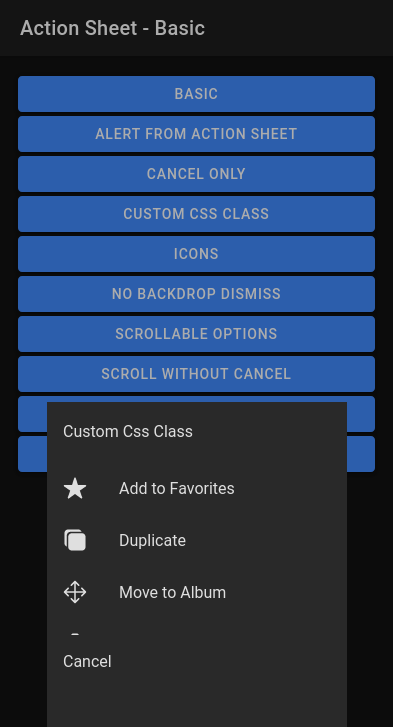 Action Sheet - Basic
BASIC
ALERT FROM ACTION SHEET
CANCEL ONLY
CUSTOM CSS CLASS
ICONS
NO BACKDROP DISMISS
SCROLLABLE OPTIONS
SCROLL WITHOUT CANCEL
Custom Css Class
Add to Favorites
Duplicate
Move to Album
Cancel